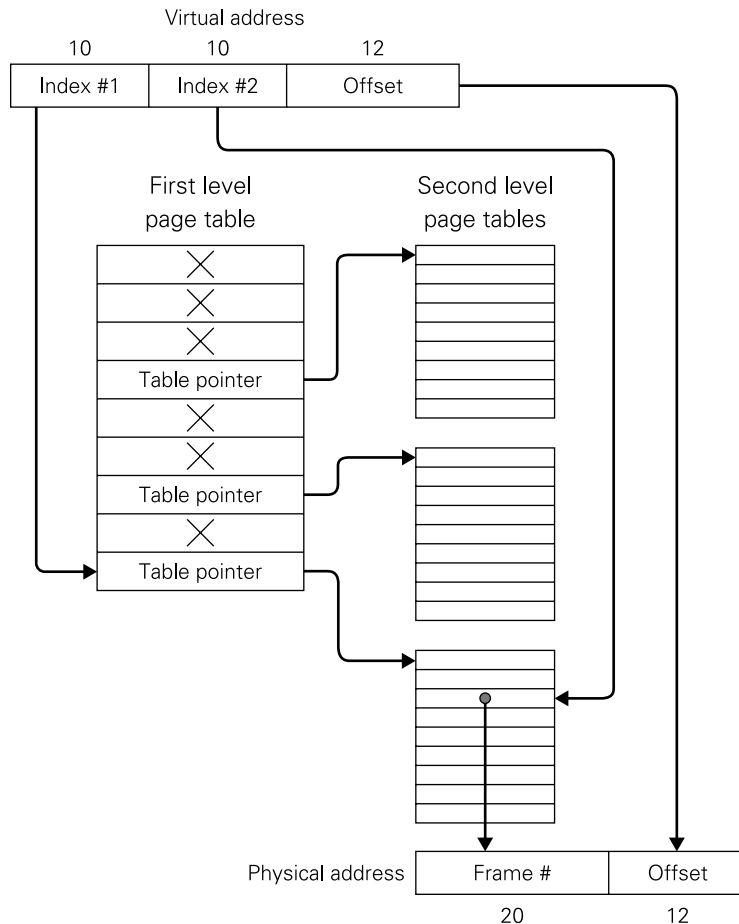 Virtual address
10 10 12
Index #1 Index #2 Offset
First level
page table
Second level
page tables
Table pointer
Table pointer
Table pointer
Physical address
Frame # Offset
20 12